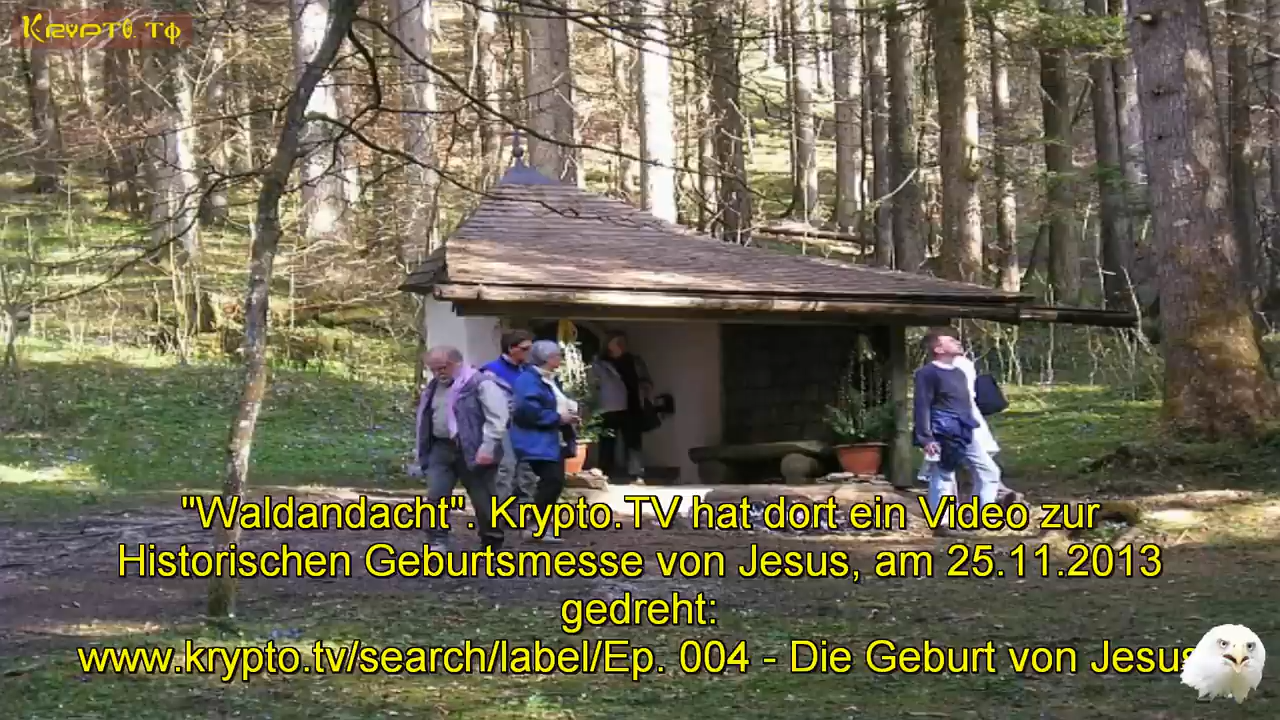 Krypto.TV
"Waldandacht". Krypto.TV hat dort ein Video zur
Historischen Geburtsmesse von Jesus, am 25.11.2013
gedreht:
www.krypto.tv/search/label/Ep. 004 - Die Geburt von Jesus